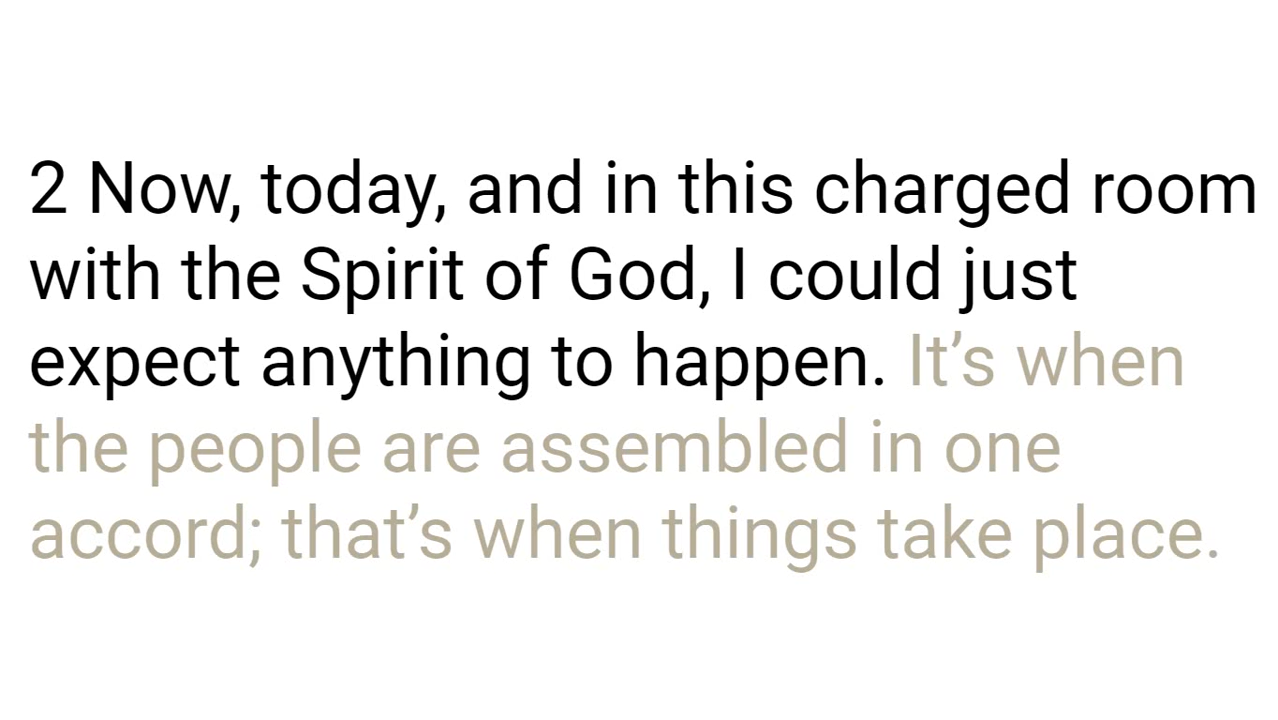 2 Now, today, and in this charged room
with the Spirit of God, I could just
expect anything to happen. It’s when
the people are assembled in one
accord; that’s when things take place.